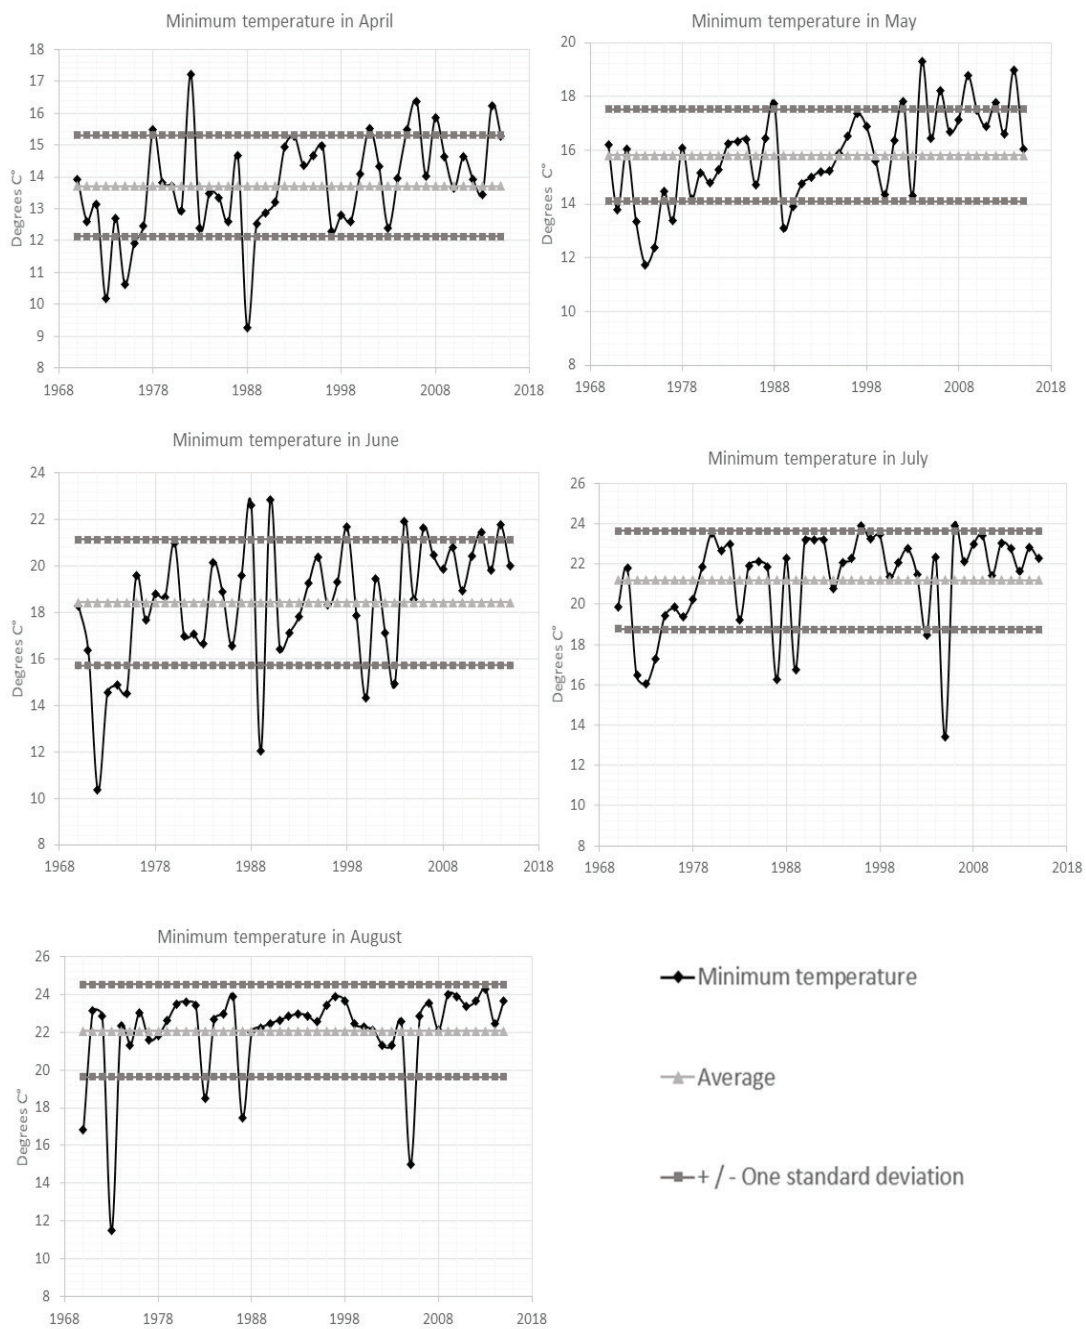 Minimum temperature in April
18
17
16
15
14
13
12
11
10
9
8
Degrees C°
1968 1978 1988 1998 2008 2018
Minimum temperature in May
20
18
16
14
12
10
8
Degrees C°
1968 1978 1988 1998 2008 2018
Minimum temperature in June
24
22
20
18
16
14
12
10
8
Degrees C°
1968 1978 1988 1998 2008 2018
Minimum temperature in July
26
24
22
20
18
16
14
12
10
8
Degrees C°
1968 1978 1988 1998 2008 2018
Minimum temperature in August
26
24
22
20
18
16
14
12
10
8
Degrees C°
1968 1978 1988 1998 2008 2018
Minimum temperature
Average
+ / - One standard deviation